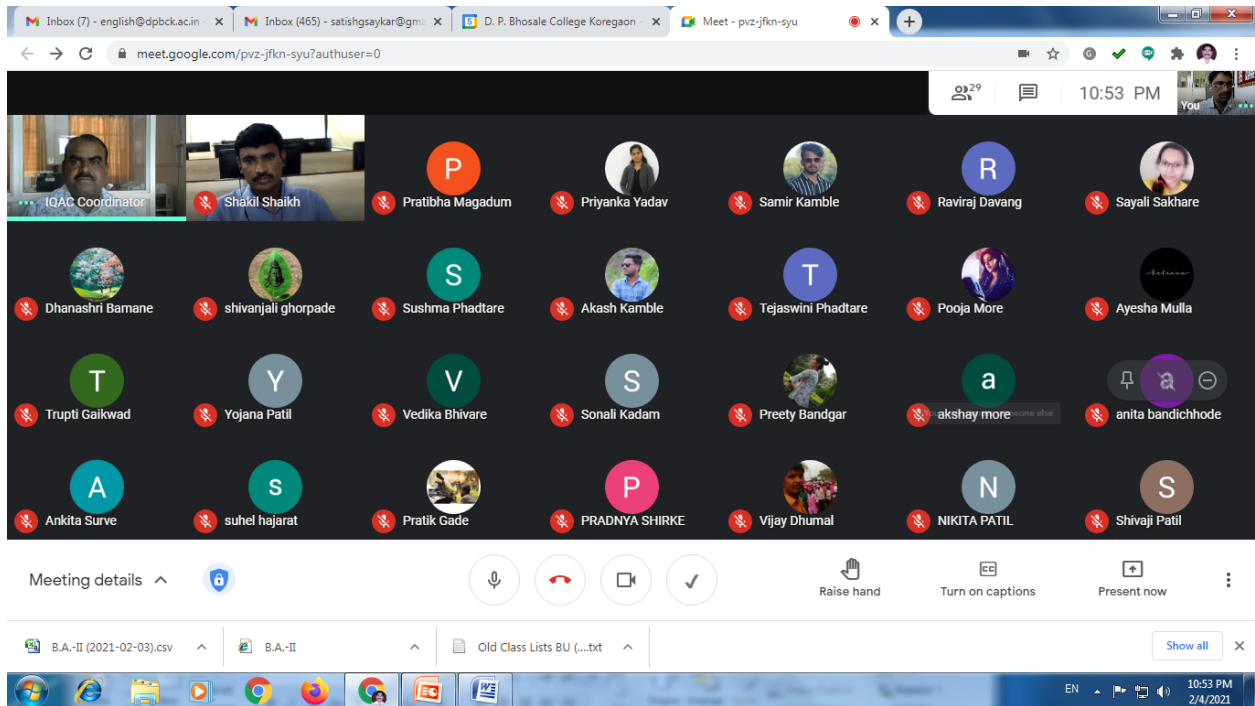 Inbox (7) - english@dpbck.ac.in - Inbox (465) - satishgsaykar@gma D. P. Bhosale College Koregaon - Meet - pvz-jfkn-syu
meet.google.com/pvz-jfkn-syu?authuser=0
29 10:53 PM
You
IQAC Coordinator Shakil Shaikh P Pratibha Magadum Priyanka Yadav Samir Kamble R Raviraj Davang Sayali Sakhare
Dhanashri Bamane shivanjali ghorpade S Sushma Phadtare Akash Kamble T Tejaswini Phadtare Pooja More believe Ayesha Mulla
T Trupti Gaikwad Y Yojana Patil V Vedika Bhivare S Sonali Kadam Preety Bandgar a akshay more someone else a anita bandichhode
A Ankita Surve s suhel hajarat Pratik Gade P PRADNYA SHIRKE Vijay Dhumal N NIKITA PATIL S Shivaji Patil
Meeting details Raise hand CC Turn on captions Present now
B.A.-II (2021-02-03).csv B.A.-II Old Class Lists BU (....txt Show all
EN 10:53 PM
2/4/2021